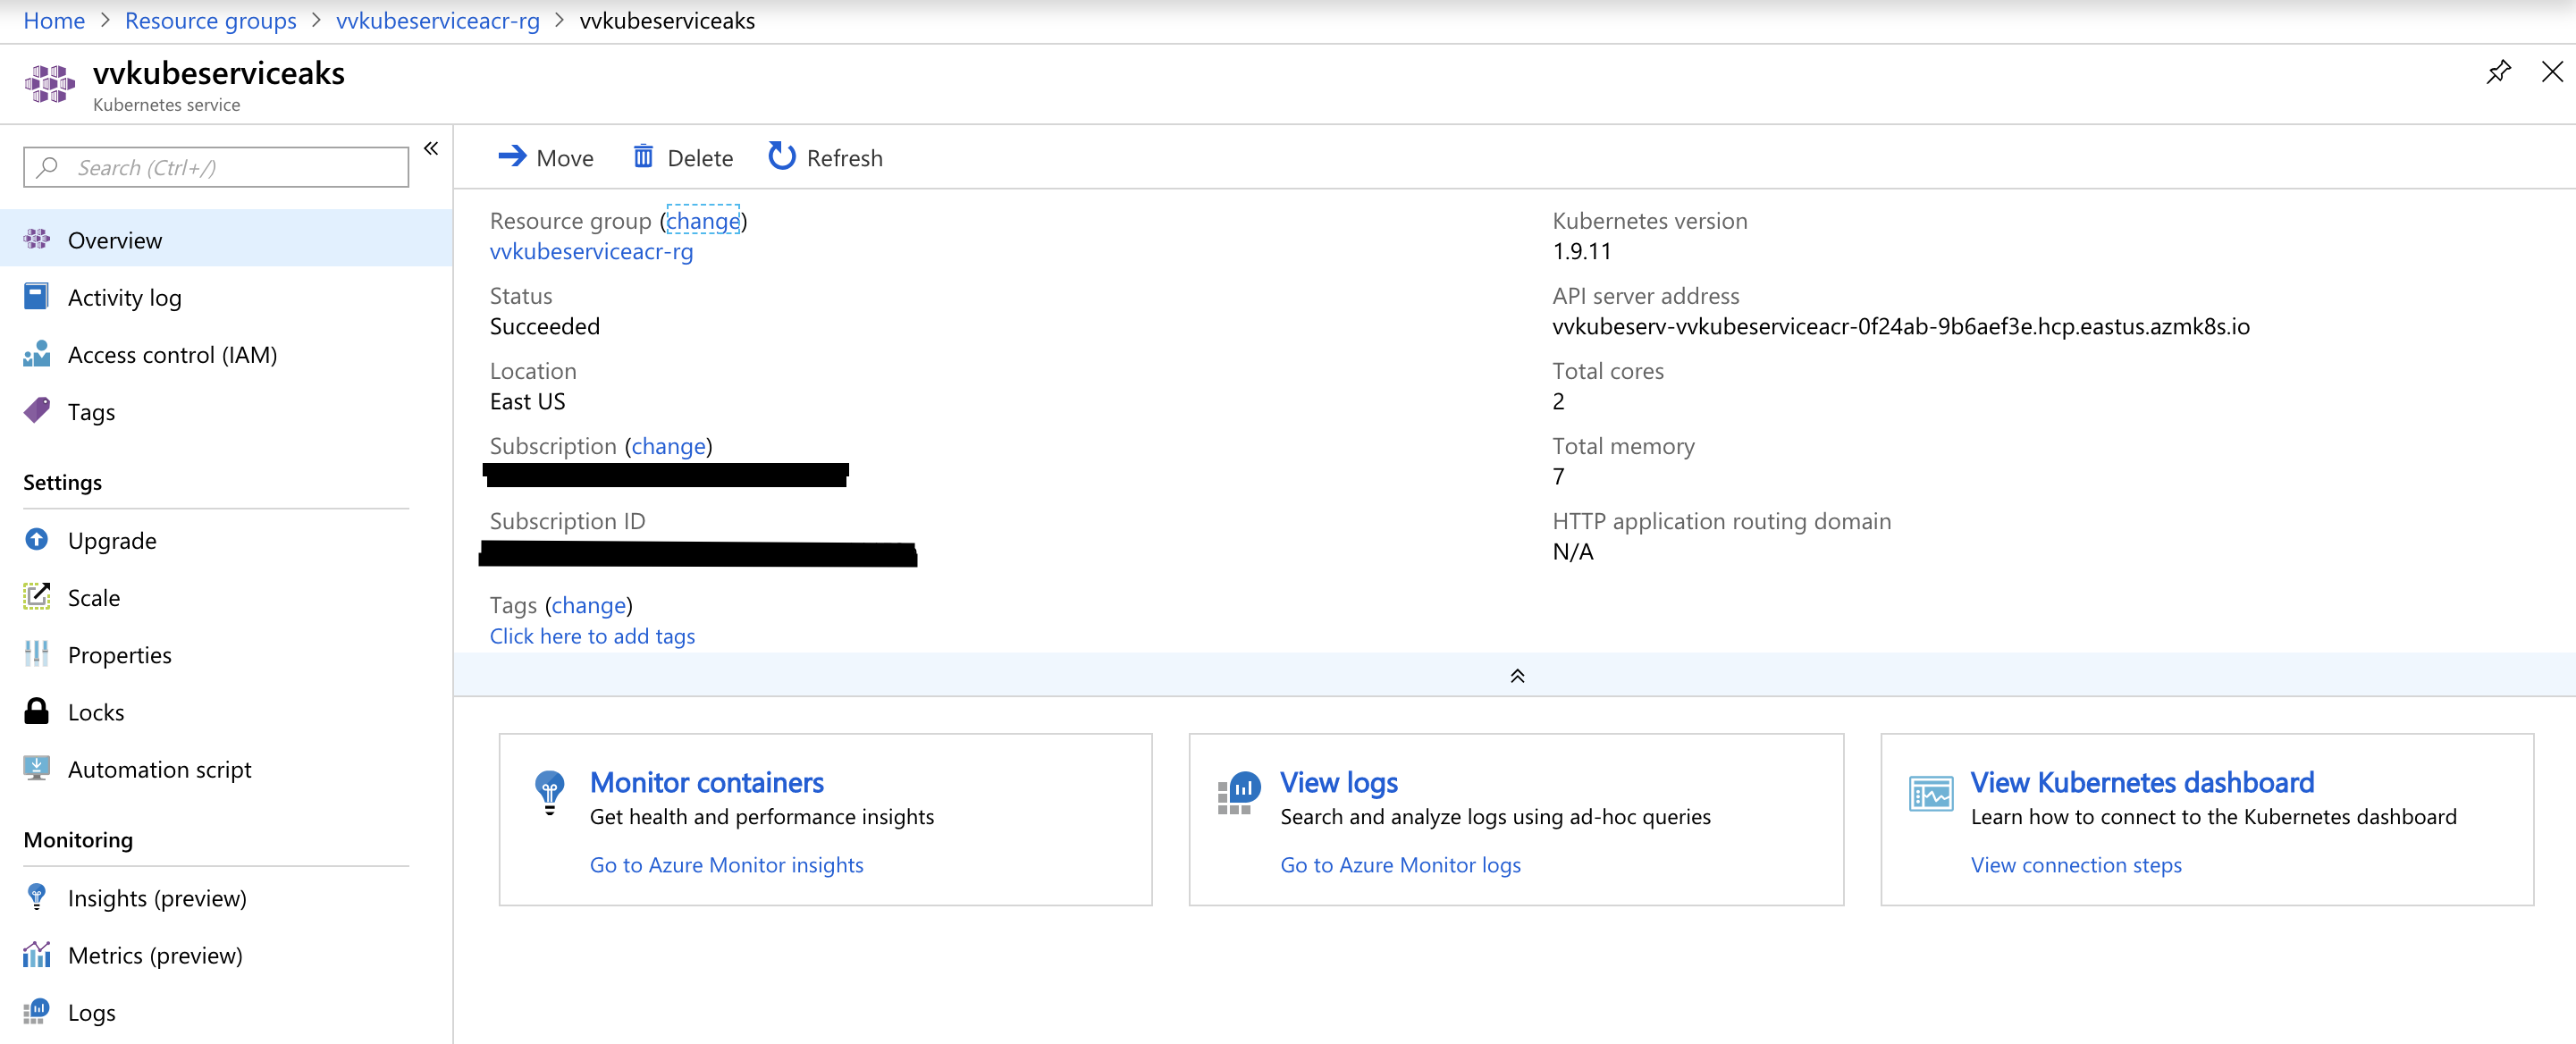 Home > Resource groups > vvkubeserviceacr-rg > vvkubeserviceaks
vvkubeserviceaks
Kubernetes service
«
Search (Ctrl+/)
Overview
Activity log
Access control (IAM)
Tags
Settings
Upgrade
Scale
Properties
Locks
Automation script
Monitoring
Insights (preview)
Metrics (preview)
Logs
Move Delete Refresh
Resource group (change)
vvkubeserviceacr-rg
Status
Succeeded
Location
East US
Subscription (change)
Subscription ID
Tags (change)
Click here to add tags
Kubernetes version
1.9.11
API server address
vvkubeserv-vvkubeserviceacr-0f24ab-9b6aef3e.hcp.eastus.azmk8s.io
Total cores
2
Total memory
7
HTTP application routing domain
N/A
Monitor containers
Get health and performance insights
Go to Azure Monitor insights
View logs
Search and analyze logs using ad-hoc queries
Go to Azure Monitor logs
View Kubernetes dashboard
Learn how to connect to the Kubernetes dashboard
View connection steps